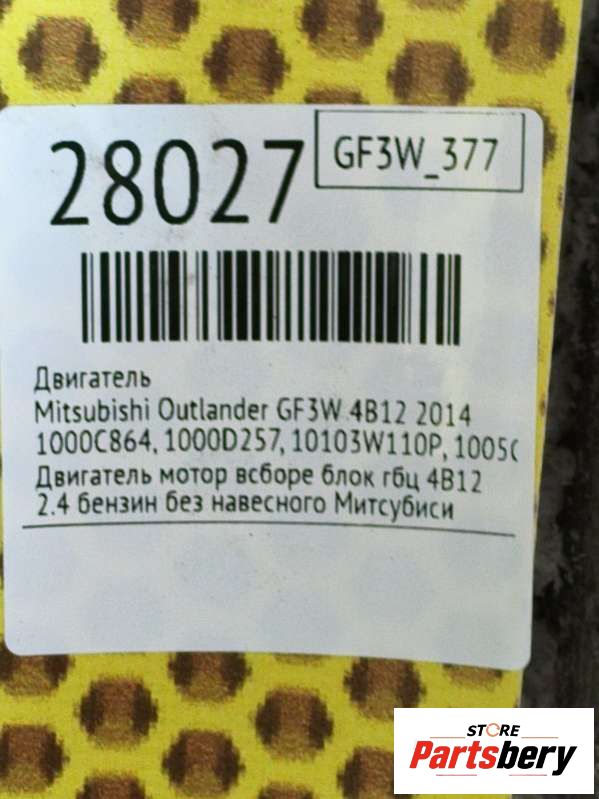 28027
GF3W_377
Двигатель
Mitsubishi Outlander GF3W 4B12 2014
1000C864, 1000D257, 10103W110P, 1005
Двигатель мотор всборе блок гбц 4B12
2.4 бензин без навесного Митсубиси
STORE
Partsbery